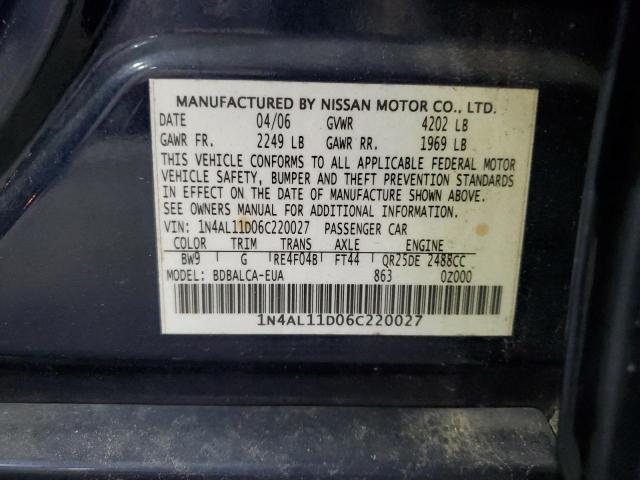 MANUFACTURED BY NISSAN MOTOR CO., LTD.
DATE 04/06 GVWR 4202 LB
GAWR FR. 2249 LB GAWR RR. 1969 LB
THIS VEHICLE CONFORMS TO ALL APPLICABLE FEDERAL MOTOR
VEHICLE SAFETY, BUMPER AND THEFT PREVENTION STANDARDS
IN EFFECT ON THE DATE OF MANUFACTURE SHOWN ABOVE.
SEE OWNERS MANUAL FOR ADDITIONAL INFORMATION.
VIN: 1N4AL11D06C220027 PASSENGER CAR
COLOR TRIM TRANS AXLE ENGINE
BW9 G RE4F04B FT44 QR25DE 2488CC
MODEL: BDBALCA-EUA 863 0Z000
1N4AL11D06C220027